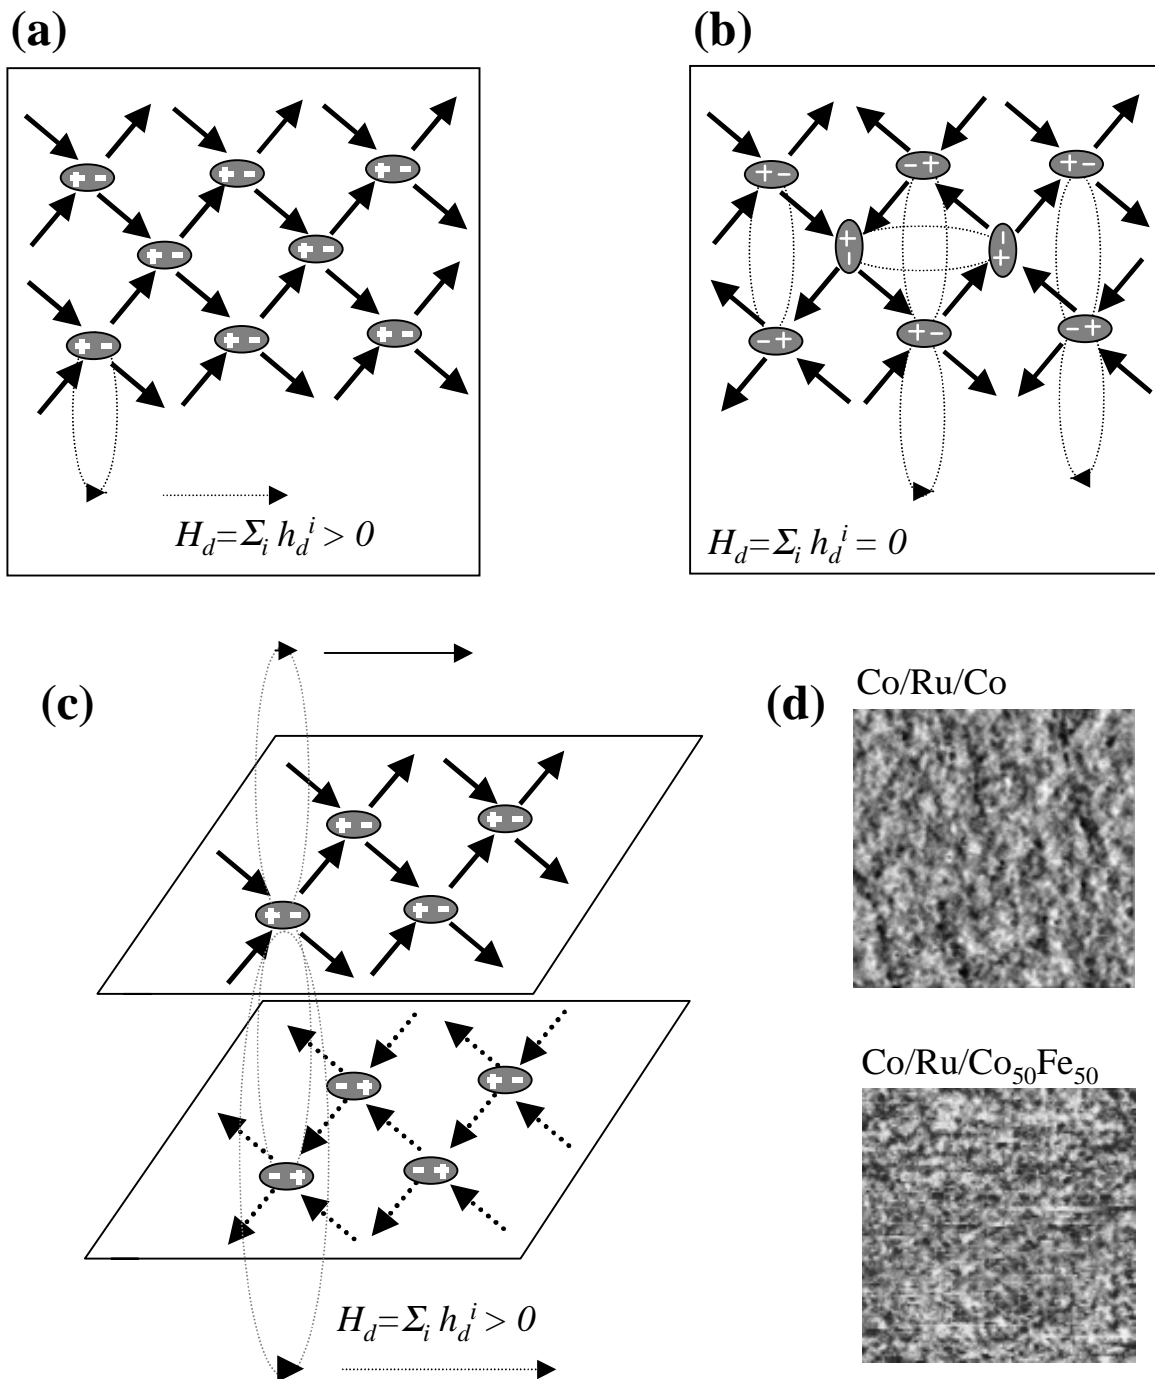 (a)
(b)
+ - + - + -
+ - + -
+ - + - + -
H_d=Σ_i h_d^i > 0
+ - - + + -
+ - - +
- + + - - +
H_d=Σ_i h_d^i = 0
(c)
+ - + -
+ - + -
- + + -
- + - +
H_d=Σ_i h_d^i > 0
(d)
Co/Ru/Co
Co/Ru/Co₅₀Fe₅₀